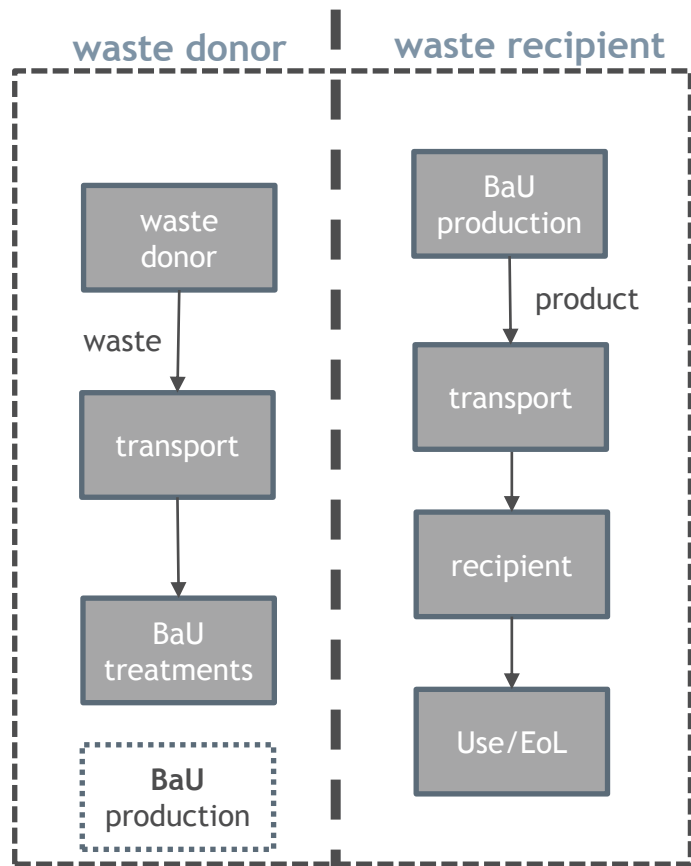 waste donor
waste
donor
waste
transport
BaU
treatments
BaU
production
waste recipient
BaU
production
product
transport
recipient
Use/EoL